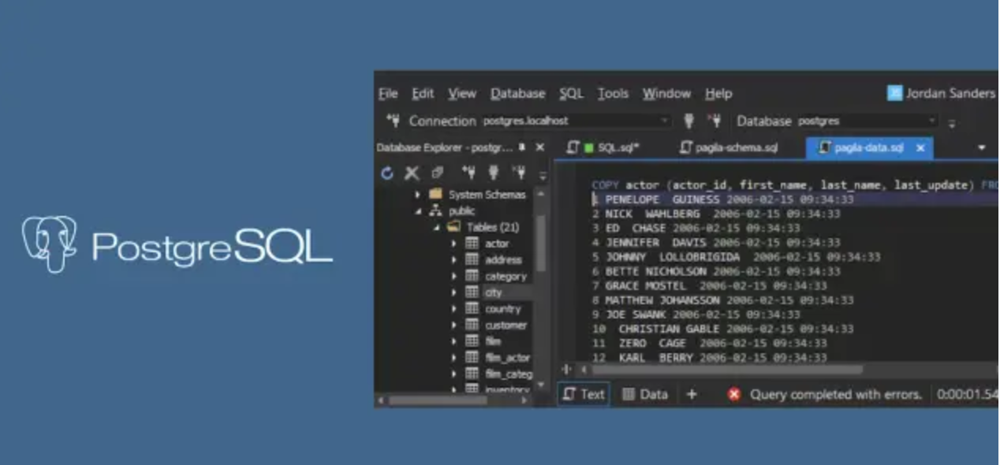 PostgreSQL
File Edit View Database SQL Tools Window Help
JS Jordan Sanders
Connection postgres.localhost Database postgres
Database Explorer - postgr...
SQL.sql* pagila-schema.sql pagila-data.sql
System Schemas
public
Tables (21)
actor
address
category
city
country
customer
film
film_actor
film_categ
inventory
COPY actor (actor_id, first_name, last_name, last_update) FRO
1 PENELOPE GUINESS 2006-02-15 09:34:33
2 NICK WAHLBERG 2006-02-15 09:34:33
3 ED CHASE 2006-02-15 09:34:33
4 JENNIFER DAVIS 2006-02-15 09:34:33
5 JOHNNY LOLLOBRIGIDA 2006-02-15 09:34:33
6 BETTE NICHOLSON 2006-02-15 09:34:33
7 GRACE MOSTEL 2006-02-15 09:34:33
8 MATTHEW JOHANSSON 2006-02-15 09:34:33
9 JOE SWANK 2006-02-15 09:34:33
10 CHRISTIAN GABLE 2006-02-15 09:34:33
11 ZERO CAGE 2006-02-15 09:34:33
12 KARL BERRY 2006-02-15 09:34:33
Text Data + Query completed with errors. 0:00:01.54